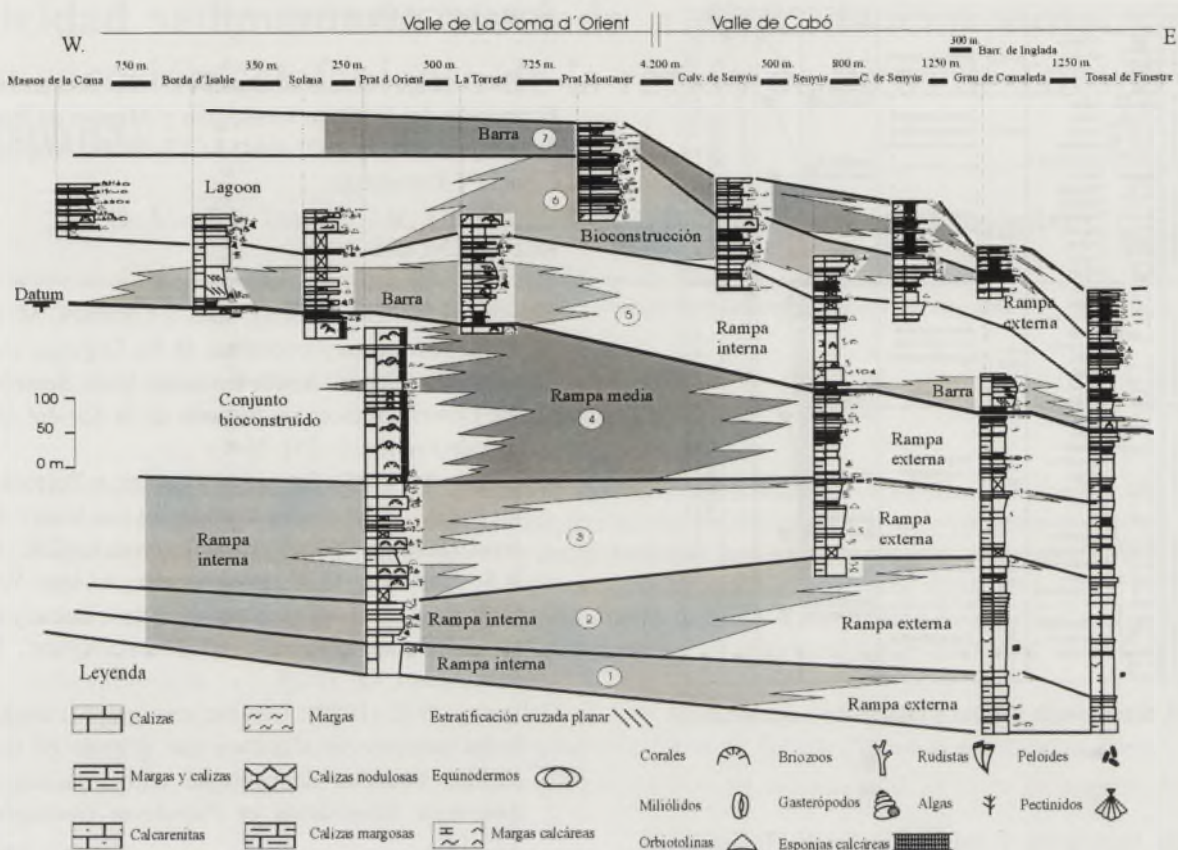 Valle de La Coma d´Orient Valle de Cabó
W. E
300 m.
Barr. de Inglada
750 m. 350 m. 250 m. 500 m. 725 m. 4.200 m. 500 m. 800 m. 1250 m. 1250 m.
Massos de la Coma Borda d'Isable Solana Prat d Orient La Torreta Prat Montaner Colv. de Senyús Senyús C. de Senyús Grau de Comaleda Tossal de Finestre
Barra 7
Lagoon
6
Bioconstrucción
Datum
Barra
5
Rampa
interna
Rampa
externa
Conjunto
bioconstruido
Rampa media
4
Barra
100
50
0 m
Rampa
externa
Rampa
interna
3
Rampa
externa
Rampa interna 2 Rampa externa
Rampa interna 1
Rampa externa
Leyenda
Calizas Margas Estratificación cruzada planar
Margas y calizas Calizas nodulosas Equinodermos
Calcarenitas Calizas margosas Margas calcáreas
Corales Briozoos Rudistas Peloides
Miliólidos Gasterópodos Algas Pectinidos
Orbiotolinas Esponjas calcáreas